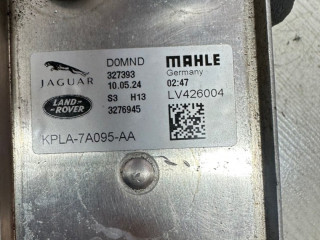 JAGUAR
LAND ROVER
D0MND
327393
10.05.24
S3 H13
3276945
MAHLE
Germany
02:47
LV426004
KPLA-7A095-AA